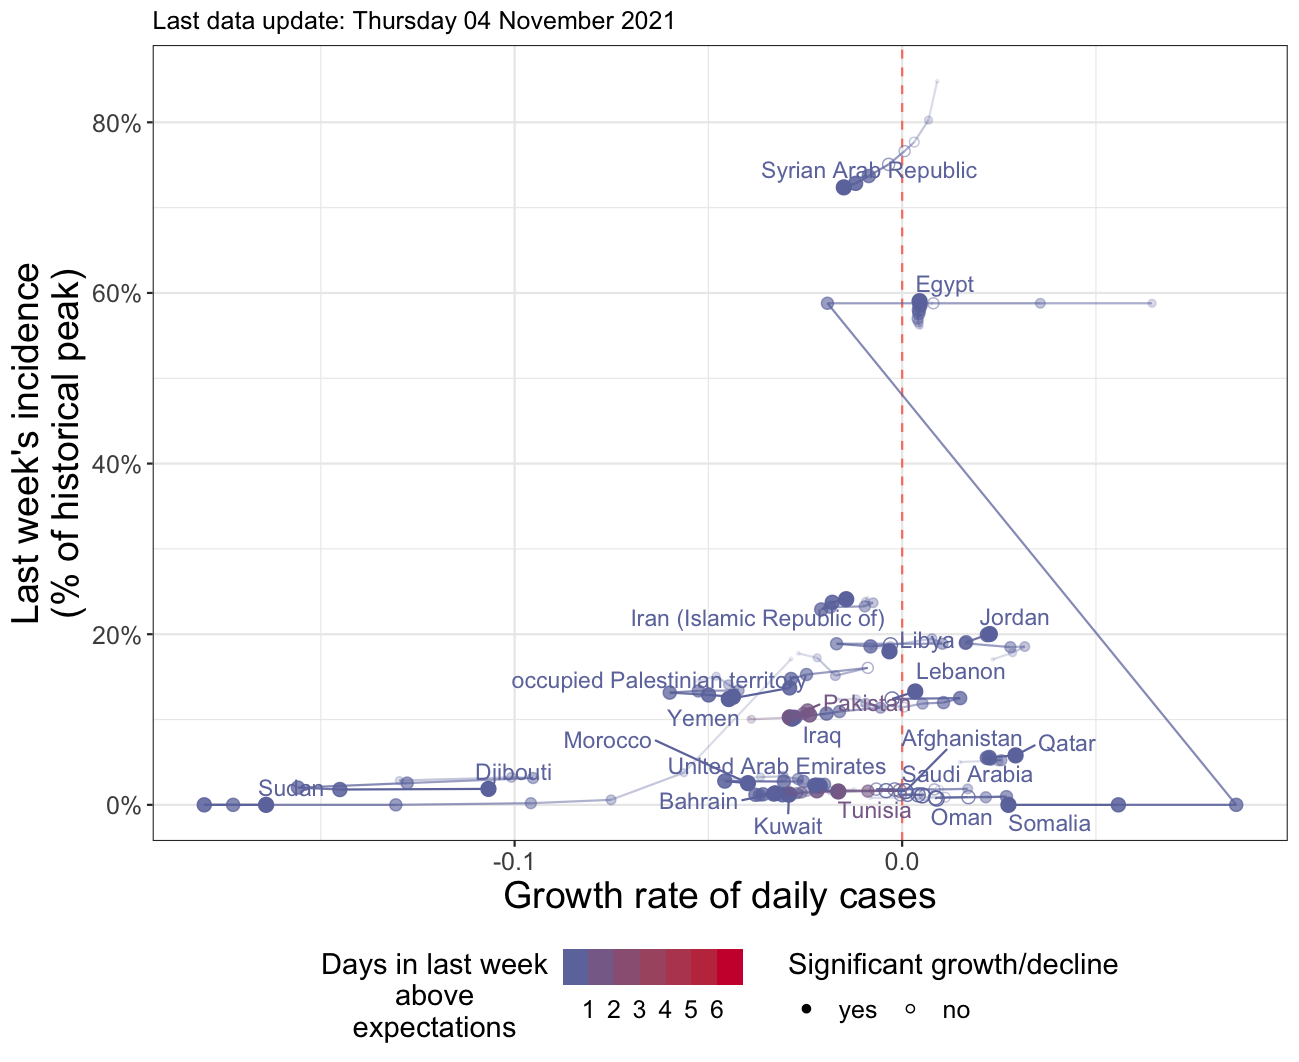 Last data update: Thursday 04 November 2021
Last week's incidence
(% of historical peak)
80%
60%
40%
20%
0%
Syrian Arab Republic
Egypt
Iran (Islamic Republic of)
Jordan
Libya
Lebanon
occupied Palestinian territory
Pakistan
Yemen
Iraq
Morocco
Afghanistan
Qatar
United Arab Emirates
Saudi Arabia
Djibouti
Sudan
Bahrain
Tunisia
Oman
Kuwait
Somalia
-0.1
0.0
Growth rate of daily cases
Days in last week
above
expectations
1 2 3 4 5 6
Significant growth/decline
yes
no